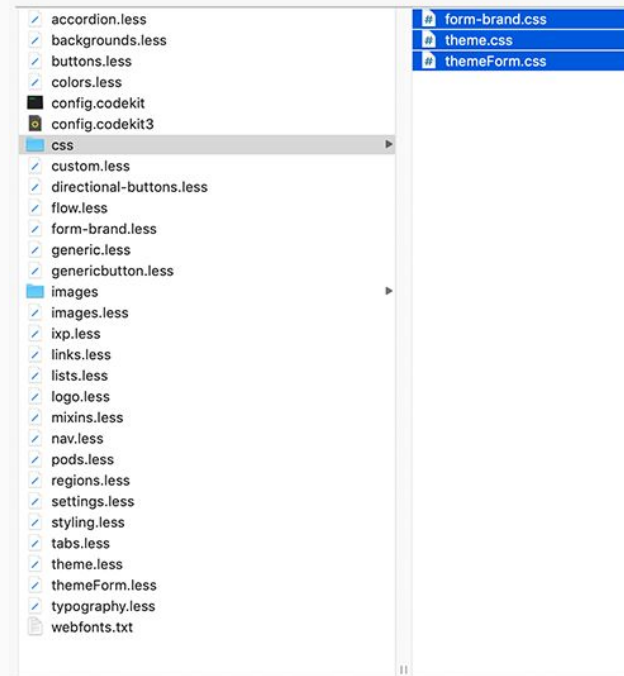 accordion.less
backgrounds.less
buttons.less
colors.less
config.codekit
config.codekit3
css
custom.less
directional-buttons.less
flow.less
form-brand.less
generic.less
genericbutton.less
images
images.less
ixp.less
links.less
lists.less
logo.less
mixins.less
nav.less
pods.less
regions.less
settings.less
styling.less
tabs.less
theme.less
themeForm.less
typography.less
webfonts.txt
form-brand.css
theme.css
themeForm.css